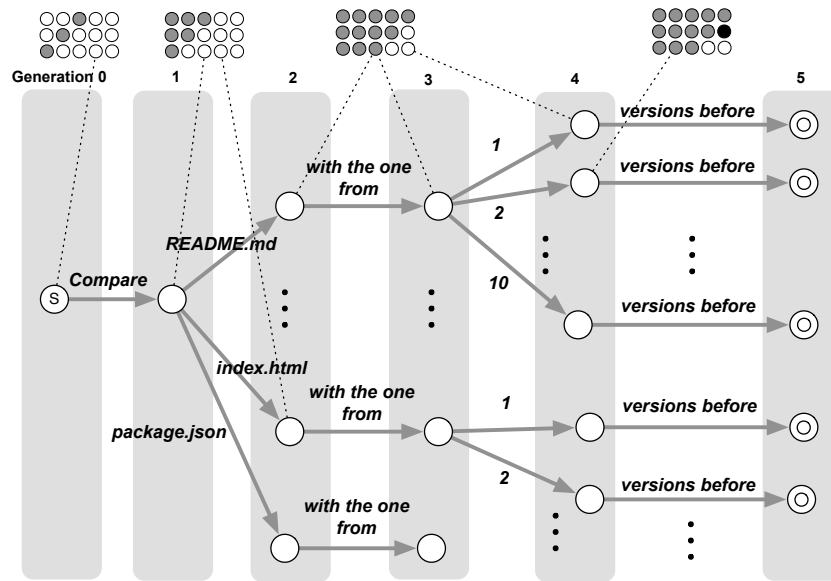 Generation 0 1 2 3 4 5
versions before
1
with the one
from
versions before
2
README.md
Compare
S
10
versions before
index.html
with the one
from
1
versions before
package.json
2
versions before
with the one
from